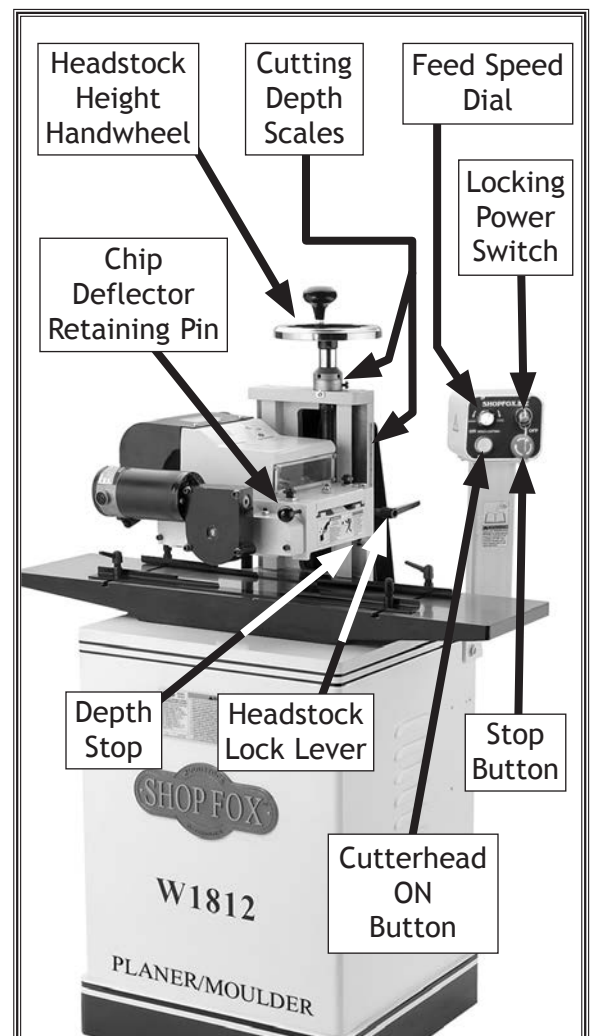 Headstock
Height
Handwheel
Cutting
Depth
Scales
Feed Speed
Dial
Locking
Power
Switch
Chip
Deflector
Retaining Pin
SHOPFOX
OFF
Depth
Stop
Headstock
Lock Lever
Stop
Button
SHOP FOX
Cutterhead
ON
Button
W1812
PLANER/MOULDER